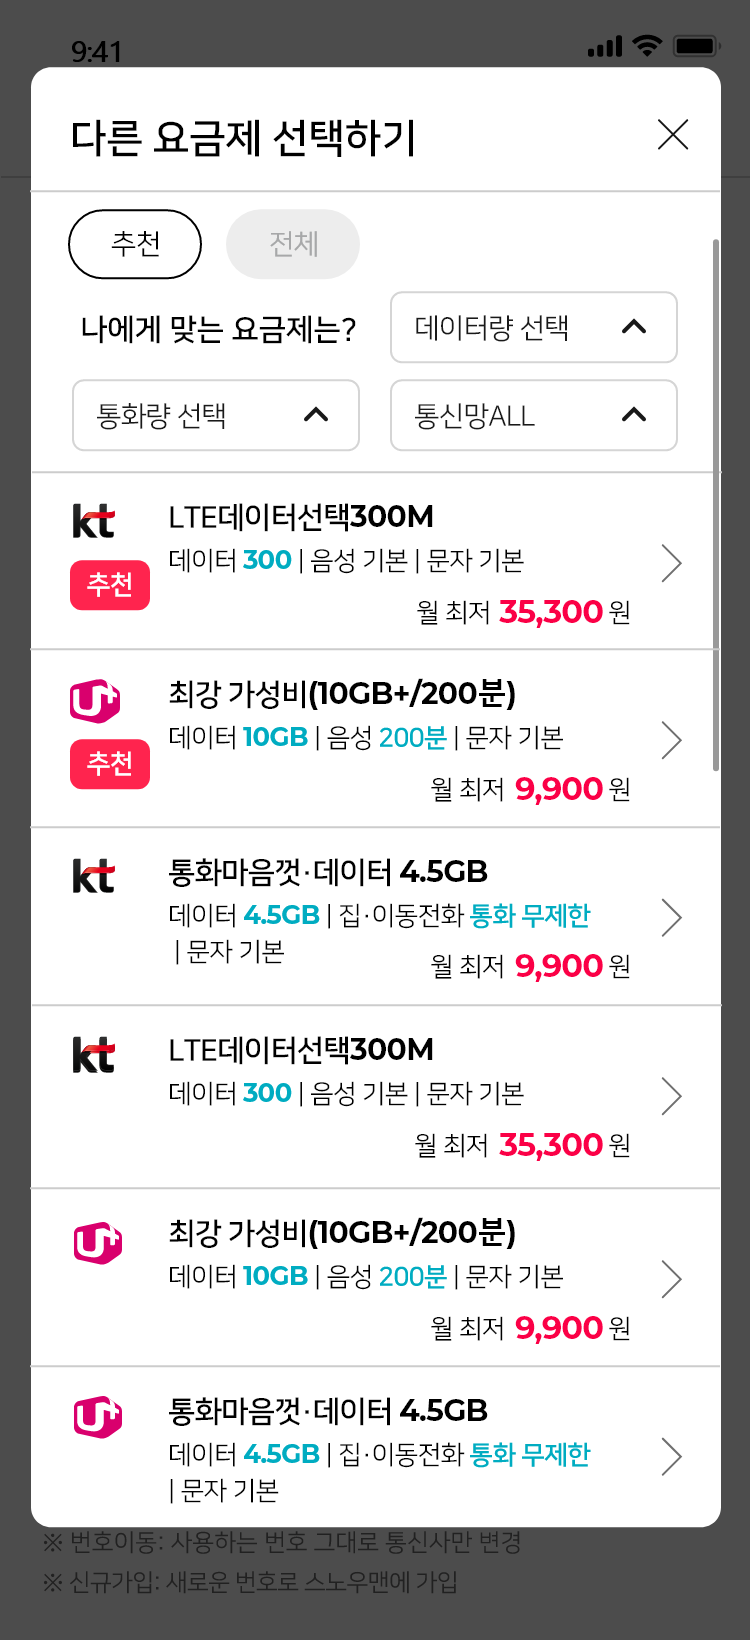 9:41
다른 요금제 선택하기
추천 전체
나에게 맞는 요금제는? 데이터량 선택
통화량 선택 통신망ALL
kt LTE데이터선택300M
데이터 300 | 음성 기본 | 문자 기본
추천
월 최저 35,300 원
U+ 최강 가성비(10GB+/200분)
데이터 10GB | 음성 200분 | 문자 기본
추천
월 최저 9,900 원
kt 통화마음껏·데이터 4.5GB
데이터 4.5GB | 집·이동전화 통화 무제한
| 문자 기본
월 최저 9,900 원
kt LTE데이터선택300M
데이터 300 | 음성 기본 | 문자 기본
월 최저 35,300 원
U+ 최강 가성비(10GB+/200분)
데이터 10GB | 음성 200분 | 문자 기본
월 최저 9,900 원
U+ 통화마음껏·데이터 4.5GB
데이터 4.5GB | 집·이동전화 통화 무제한
| 문자 기본
※ 번호이동: 사용하는 번호 그대로 통신사만 변경
※ 신규가입: 새로운 번호로 스노우맨에 가입